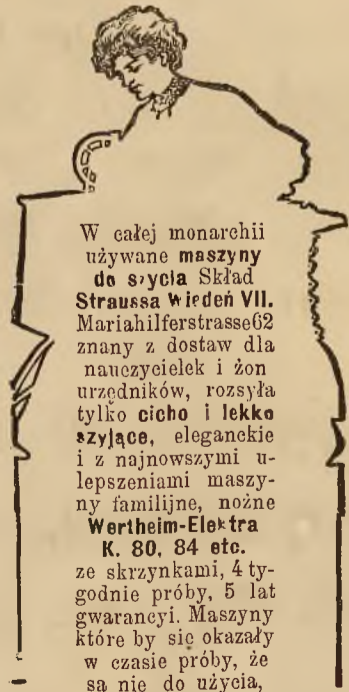 W całej monarchii
używane maszyny
do szycia Skład
Straussa Wiedeń VII.
Mariahilferstrasse62
znany z dostaw dla
nauczycielek i żon
urzędników, rozsyła
tylko cicho i lekko
szyjące, eleganckie
i z najnowszymi u-
lepszeniami maszy-
ny familijne, nożne
Wertheim-Elektra
K. 80, 84 etc.
ze skrzynkami, 4 ty-
godnie próby, 5 lat
gwarancyi. Maszyny
które by się okazały
w czasie próby, że
są nie do użycia,